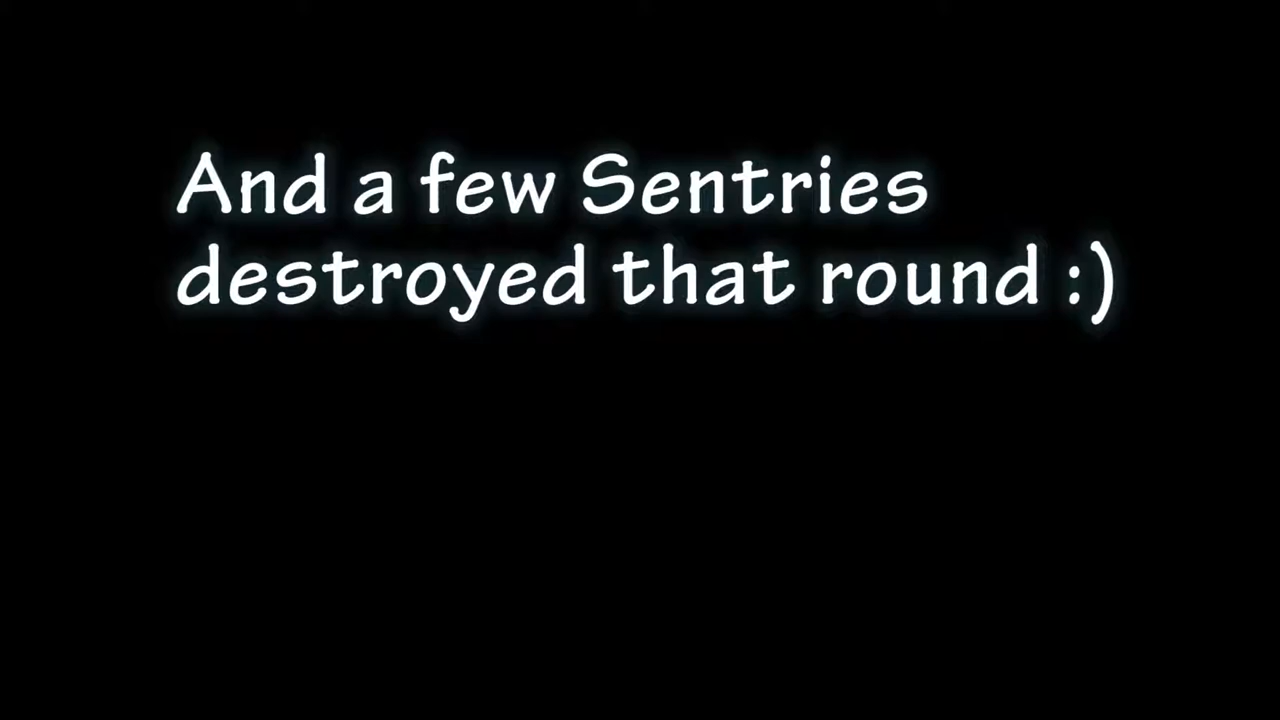 And a few Sentries
destroyed that round :)